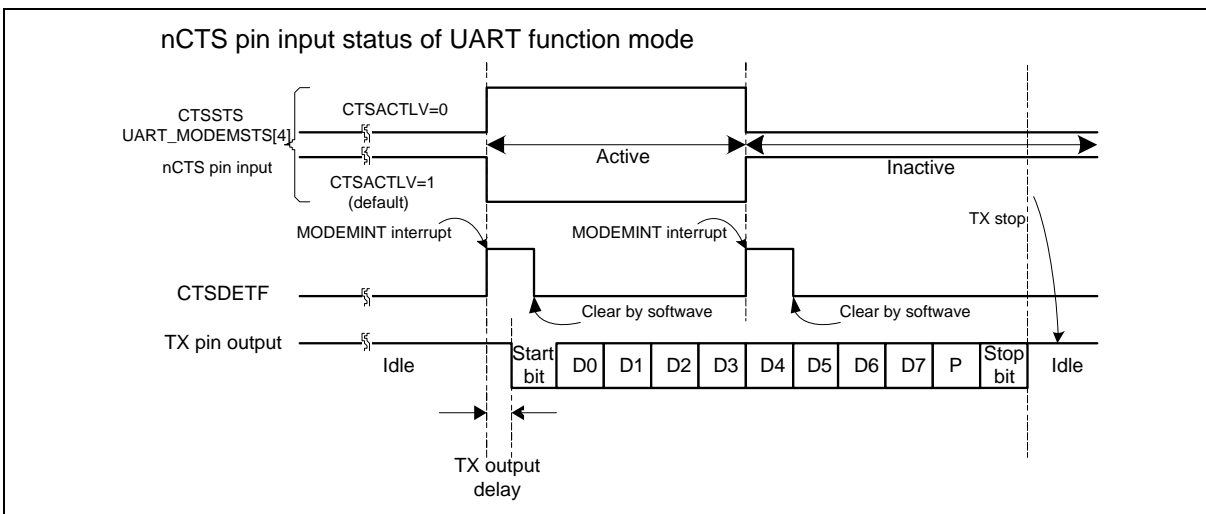 nCTS pin input status of UART function mode
CTSSTS
UART_MODEMSTS[4]
nCTS pin input
CTSACTLV=0
CTSACTLV=1
(default)
Active
Inactive
MODEMINT interrupt
MODEMINT interrupt
TX stop
CTSDETF
Clear by softwave
Clear by softwave
TX pin output
Idle
Start
bit
D0
D1
D2
D3
D4
D5
D6
D7
P
Stop
bit
Idle
TX output
delay